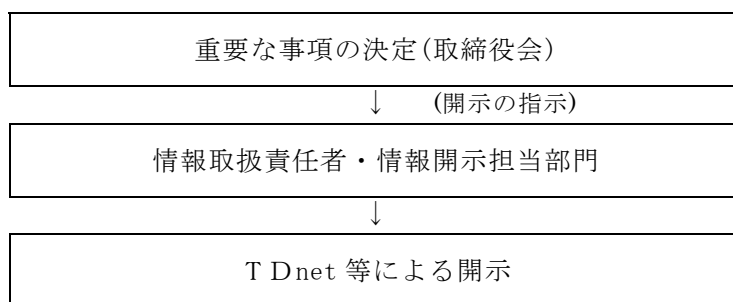 重要な事項の決定(取締役会)
↓ (開示の指示)
情報取扱責任者・情報開示担当部門
↓
ＴＤnet 等による開示